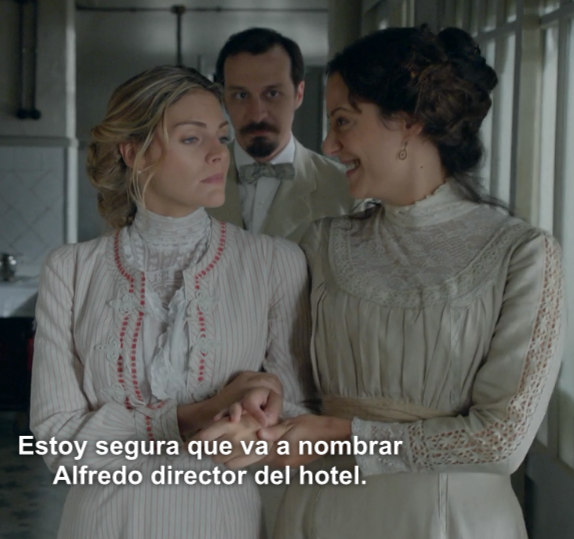 Estoy segura que va a nombrar
Alfredo director del hotel.